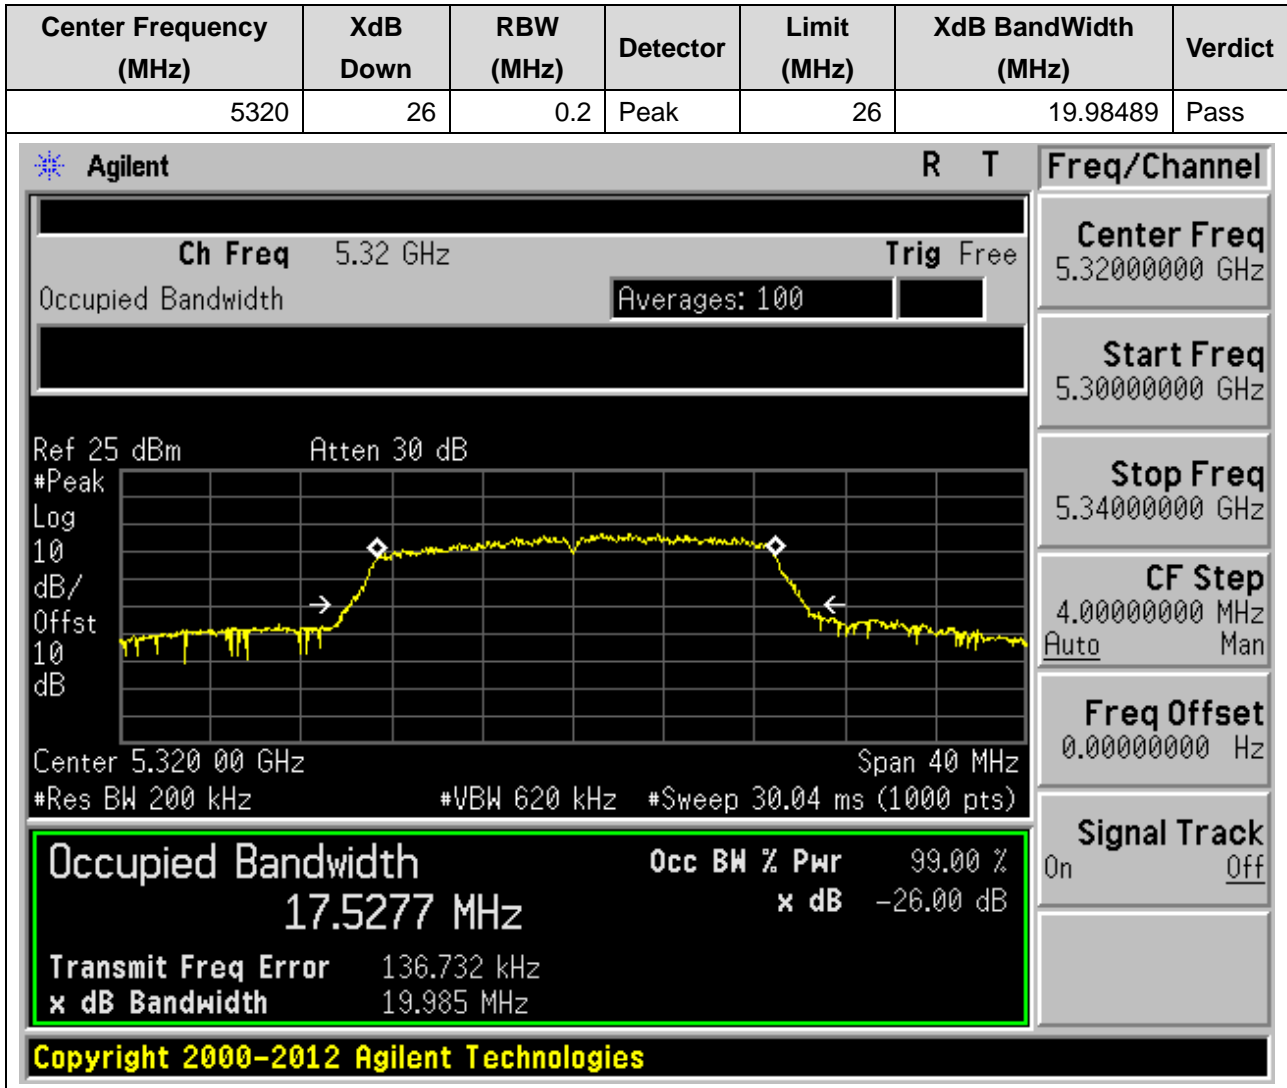 Center Frequency (MHz) XdB Down RBW (MHz) Detector Limit (MHz) XdB BandWidth (MHz) Verdict
5320 26 0.2 Peak 26 19.98489 Pass
Agilent R T
Ch Freq 5.32 GHz Trig Free
Occupied Bandwidth Averages: 100
Ref 25 dBm Atten 30 dB
#Peak
Log
10
dB/
Offst
10
dB
Center 5.320 00 GHz Span 40 MHz
#Res BW 200 kHz #VBW 620 kHz #Sweep 30.04 ms (1000 pts)
Occupied Bandwidth Occ BW % Pwr 99.00 %
17.5277 MHz x dB -26.00 dB
Transmit Freq Error 136.732 kHz
x dB Bandwidth 19.985 MHz
Copyright 2000-2012 Agilent Technologies
Freq/Channel
Center Freq
5.32000000 GHz
Start Freq
5.30000000 GHz
Stop Freq
5.34000000 GHz
CF Step
4.00000000 MHz
Auto Man
Freq Offset
0.00000000 Hz
Signal Track
On Off